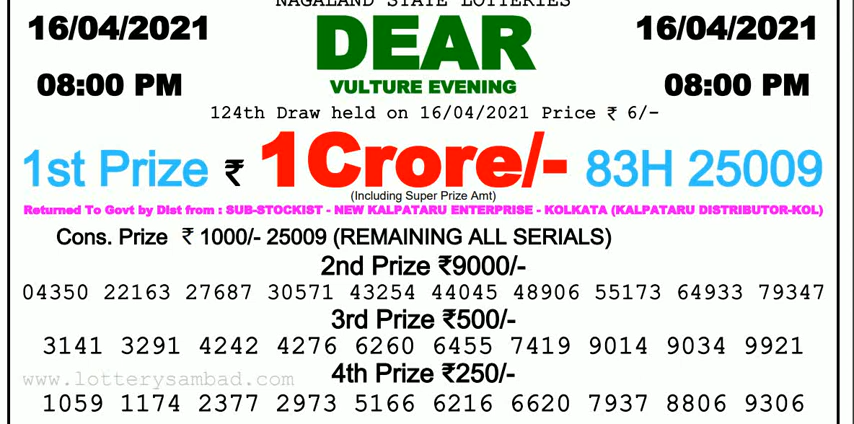 NAGALAND STATE LOTTERIES
16/04/2021 DEAR 16/04/2021
08:00 PM VULTURE EVENING 08:00 PM
124th Draw held on 16/04/2021 Price ₹ 6/-
1st Prize ₹ 1Crore/- 83H 25009
(Including Super Prize Amt)
Returned To Govt by Dist from : SUB-STOCKIST - NEW KALPATARU ENTERPRISE - KOLKATA (KALPATARU DISTRIBUTOR-KOL)
Cons. Prize ₹ 1000/- 25009 (REMAINING ALL SERIALS)
2nd Prize ₹9000/-
04350 22163 27687 30571 43254 44045 48906 55173 64933 79347
3rd Prize ₹500/-
3141 3291 4242 4276 6260 6455 7419 9014 9034 9921
www.lotterysambad.com 4th Prize ₹250/-
1059 1174 2377 2973 5166 6216 6620 7937 8806 9306